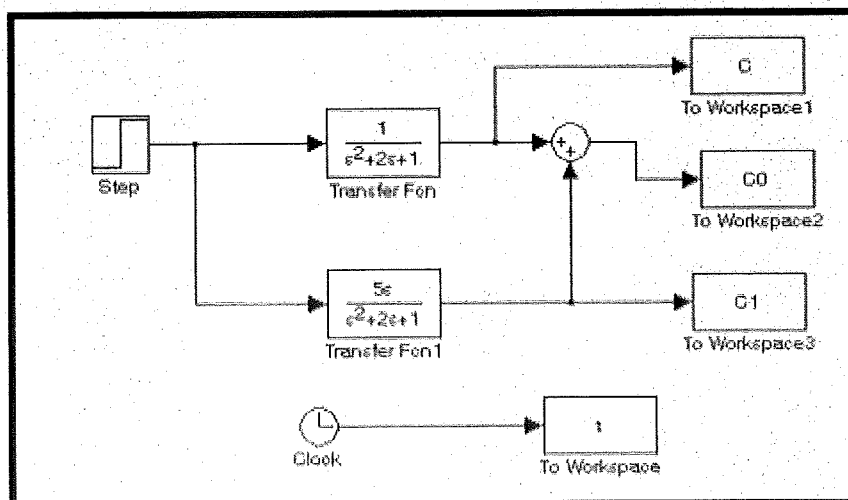 C
To Workspace1
1
s²+2s+1
Transfer Fcn
Step
+
+
C0
To Workspace2
5s
s²+2s+1
Transfer Fcn1
C1
To Workspace3
Clock
t
To Workspace